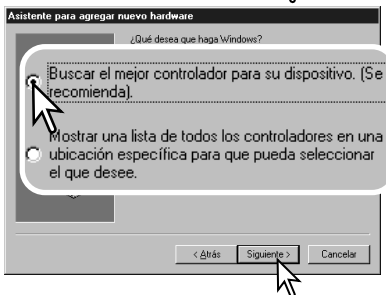 Asistente para agregar nuevo hardware
¿Qué desea que haga Windows?
Buscar el mejor controlador para su dispositivo. (Se
recomienda).
Mostrar una lista de todos los controladores en una
ubicación específica para que pueda seleccionar
el que desee.
< Atrás Siguiente > Cancelar